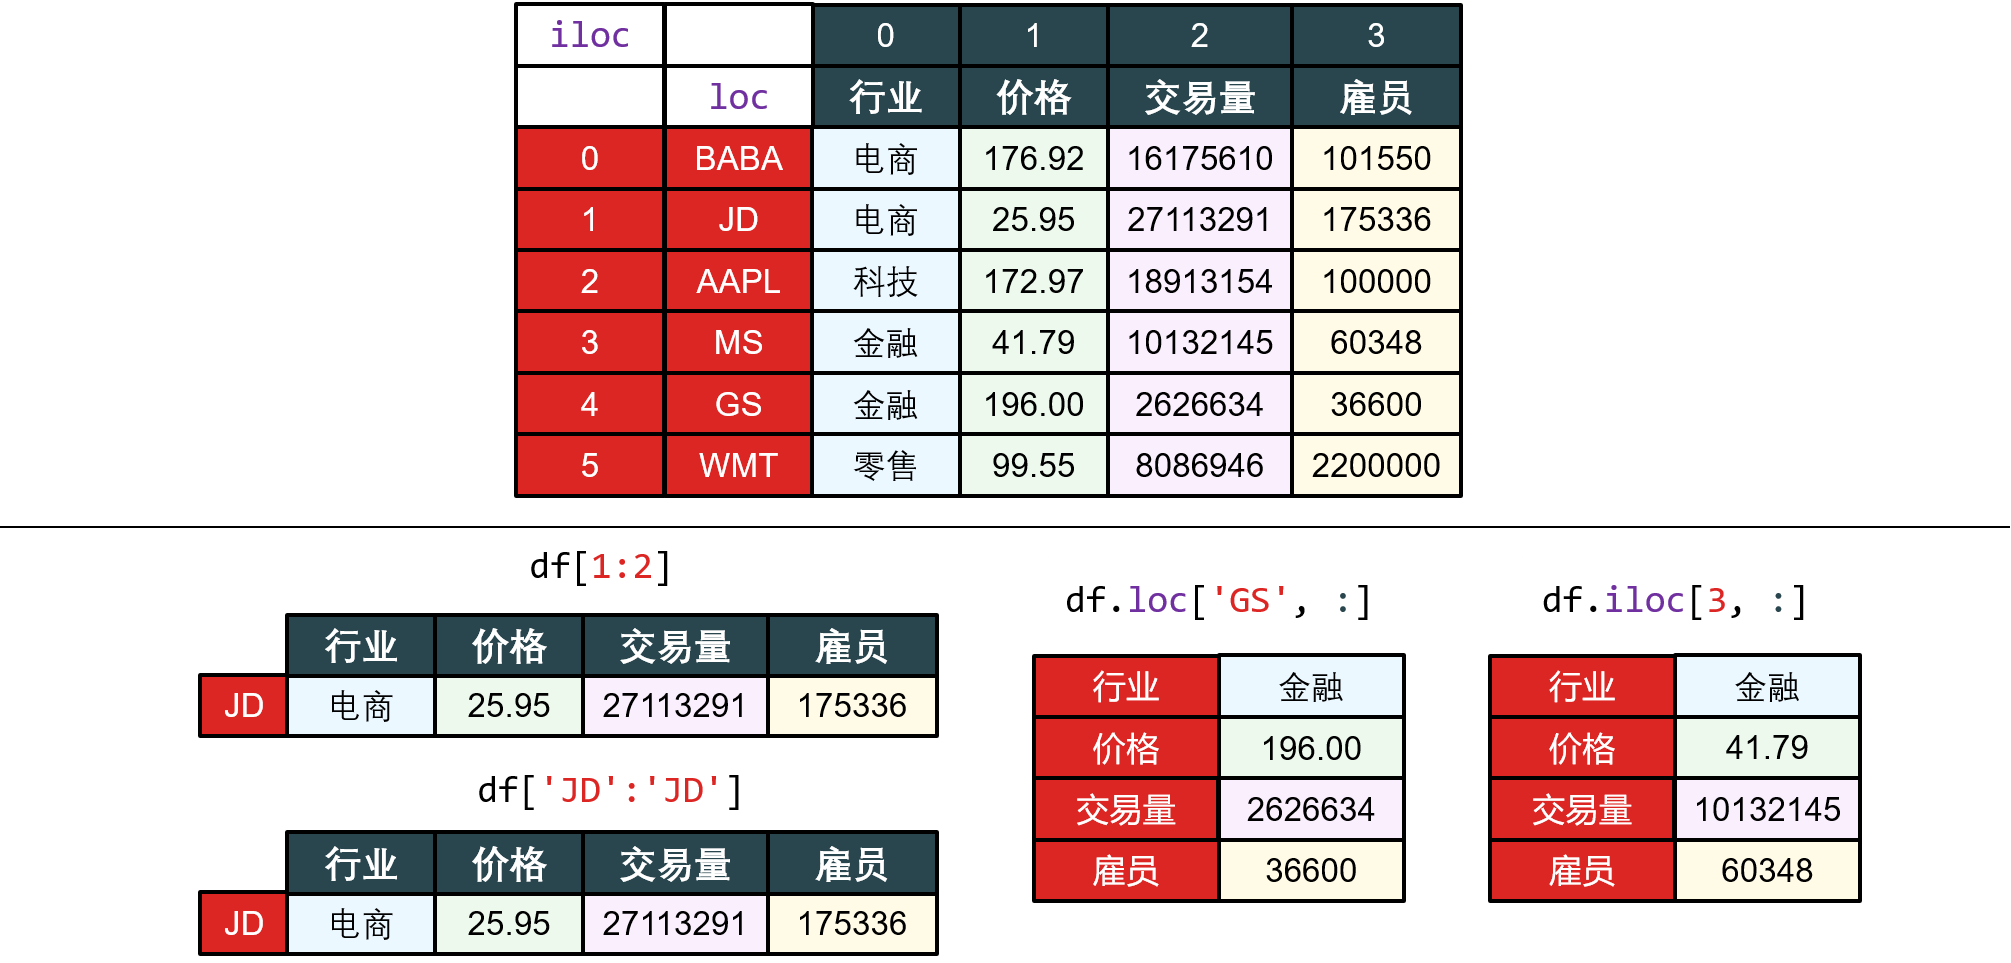 iloc 0 1 2 3
loc 行业 价格 交易量 雇员
0 BABA 电商 176.92 16175610 101550
1 JD 电商 25.95 27113291 175336
2 AAPL 科技 172.97 18913154 100000
3 MS 金融 41.79 10132145 60348
4 GS 金融 196.00 2626634 36600
5 WMT 零售 99.55 8086946 2200000
df[1:2]
行业 价格 交易量 雇员
JD 电商 25.95 27113291 175336
df['JD':'JD']
行业 价格 交易量 雇员
JD 电商 25.95 27113291 175336
df.loc['GS', :]
行业 金融
价格 196.00
交易量 2626634
雇员 36600
df.iloc[3, :]
行业 金融
价格 41.79
交易量 10132145
雇员 60348